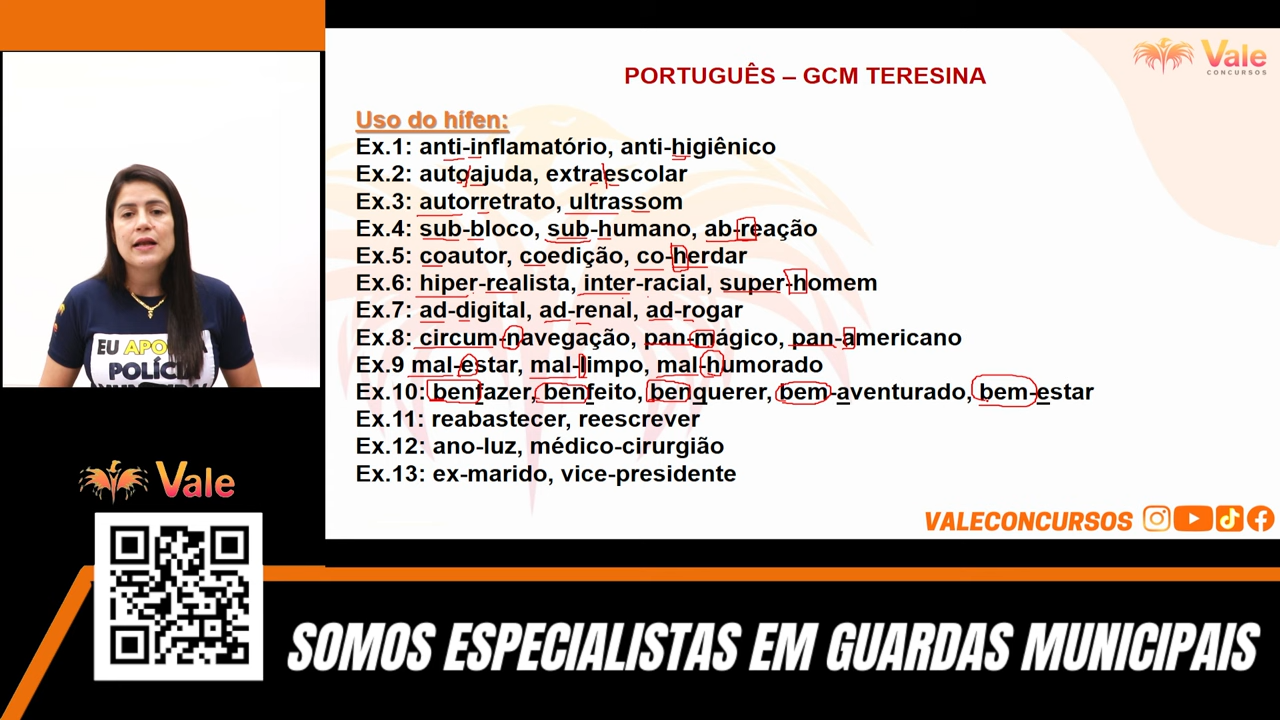 PORTUGUÊS – GCM TERESINA
Vale
CONCURSOS
Uso do hífen:
Ex.1: anti-inflamatório, anti-higiênico
Ex.2: autoajuda, extraescolar
Ex.3: autorretrato, ultrassom
Ex.4: sub-bloco, sub-humano, ab-reação
Ex.5: coautor, coedição, co-herdar
Ex.6: hiper-realista, inter-racial, super-homem
Ex.7: ad-digital, ad-renal, ad-rogar
Ex.8: circum-navegação, pan-mágico, pan-americano
Ex.9 mal-estar, mal-limpo, mal-humorado
Ex.10: benfazer, benfeito, benquerer, bem-aventurado, bem-estar
Ex.11: reabastecer, reescrever
Ex.12: ano-luz, médico-cirurgião
Ex.13: ex-marido, vice-presidente
EU
POLÍCI
Vale
VALECONCURSOS
SOMOS ESPECIALISTAS EM GUARDAS MUNICIPAIS